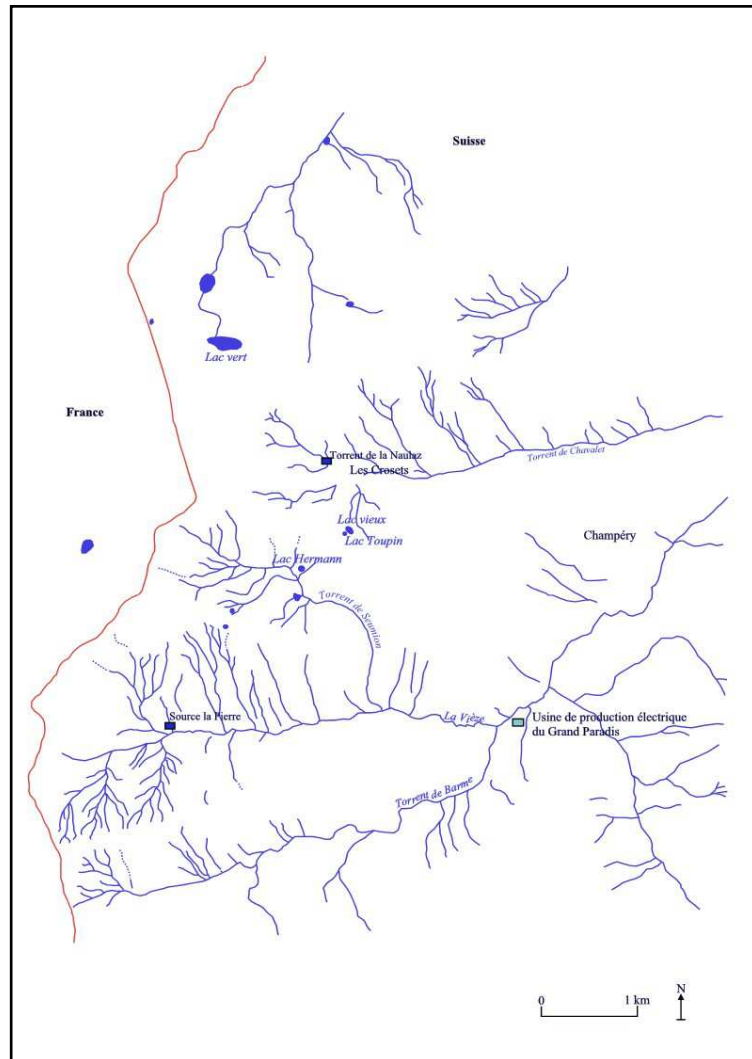 Suisse
Lac vert
France
Torrent de la Naulaz
Les Crosets
Torrent de Chavalet
Lac vieux
Lac Toupin
Champéry
Lac Hermann
Torrent de Seumion
Source la Pierre
La Vièze
Usine de production électrique
du Grand Paradis
Torrent de Barme
0 1 km
N